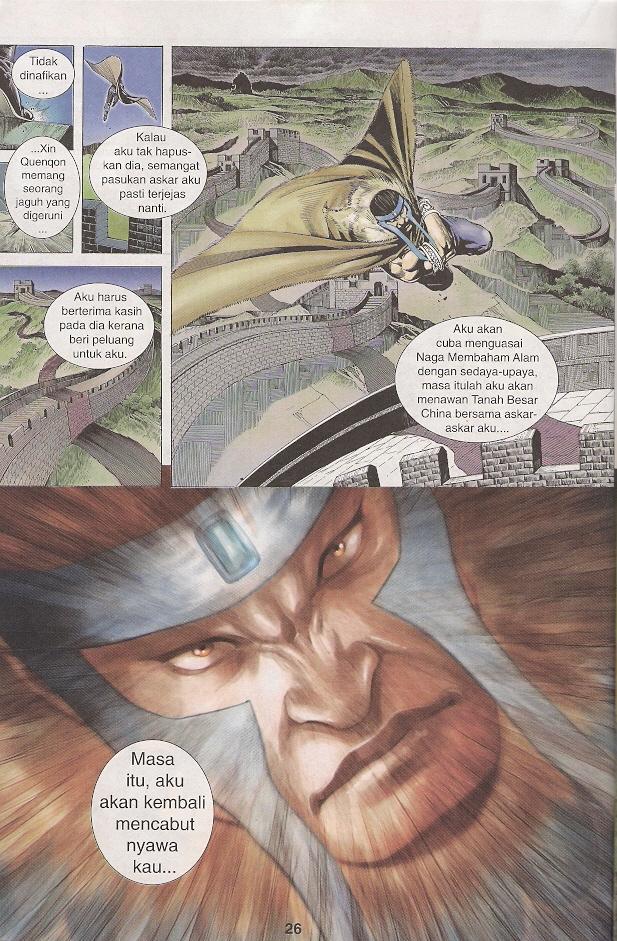 Tidak
dinafikan
...
...Xin
Quenqon
memang
seorang
jaguh yang
digeruni
...
Kalau
aku tak hapus-
kan dia, semangat
pasukan askar aku
pasti terjejas
nanti.
Aku harus
berterima kasih
pada dia kerana
beri peluang
untuk aku.
Aku akan
cuba menguasai
Naga Membaham Alam
dengan sedaya-upaya,
masa itulah aku akan
menawan Tanah Besar
China bersama askar-
askar aku....
Masa
itu, aku
akan kembali
mencabut
nyawa
kau...
26